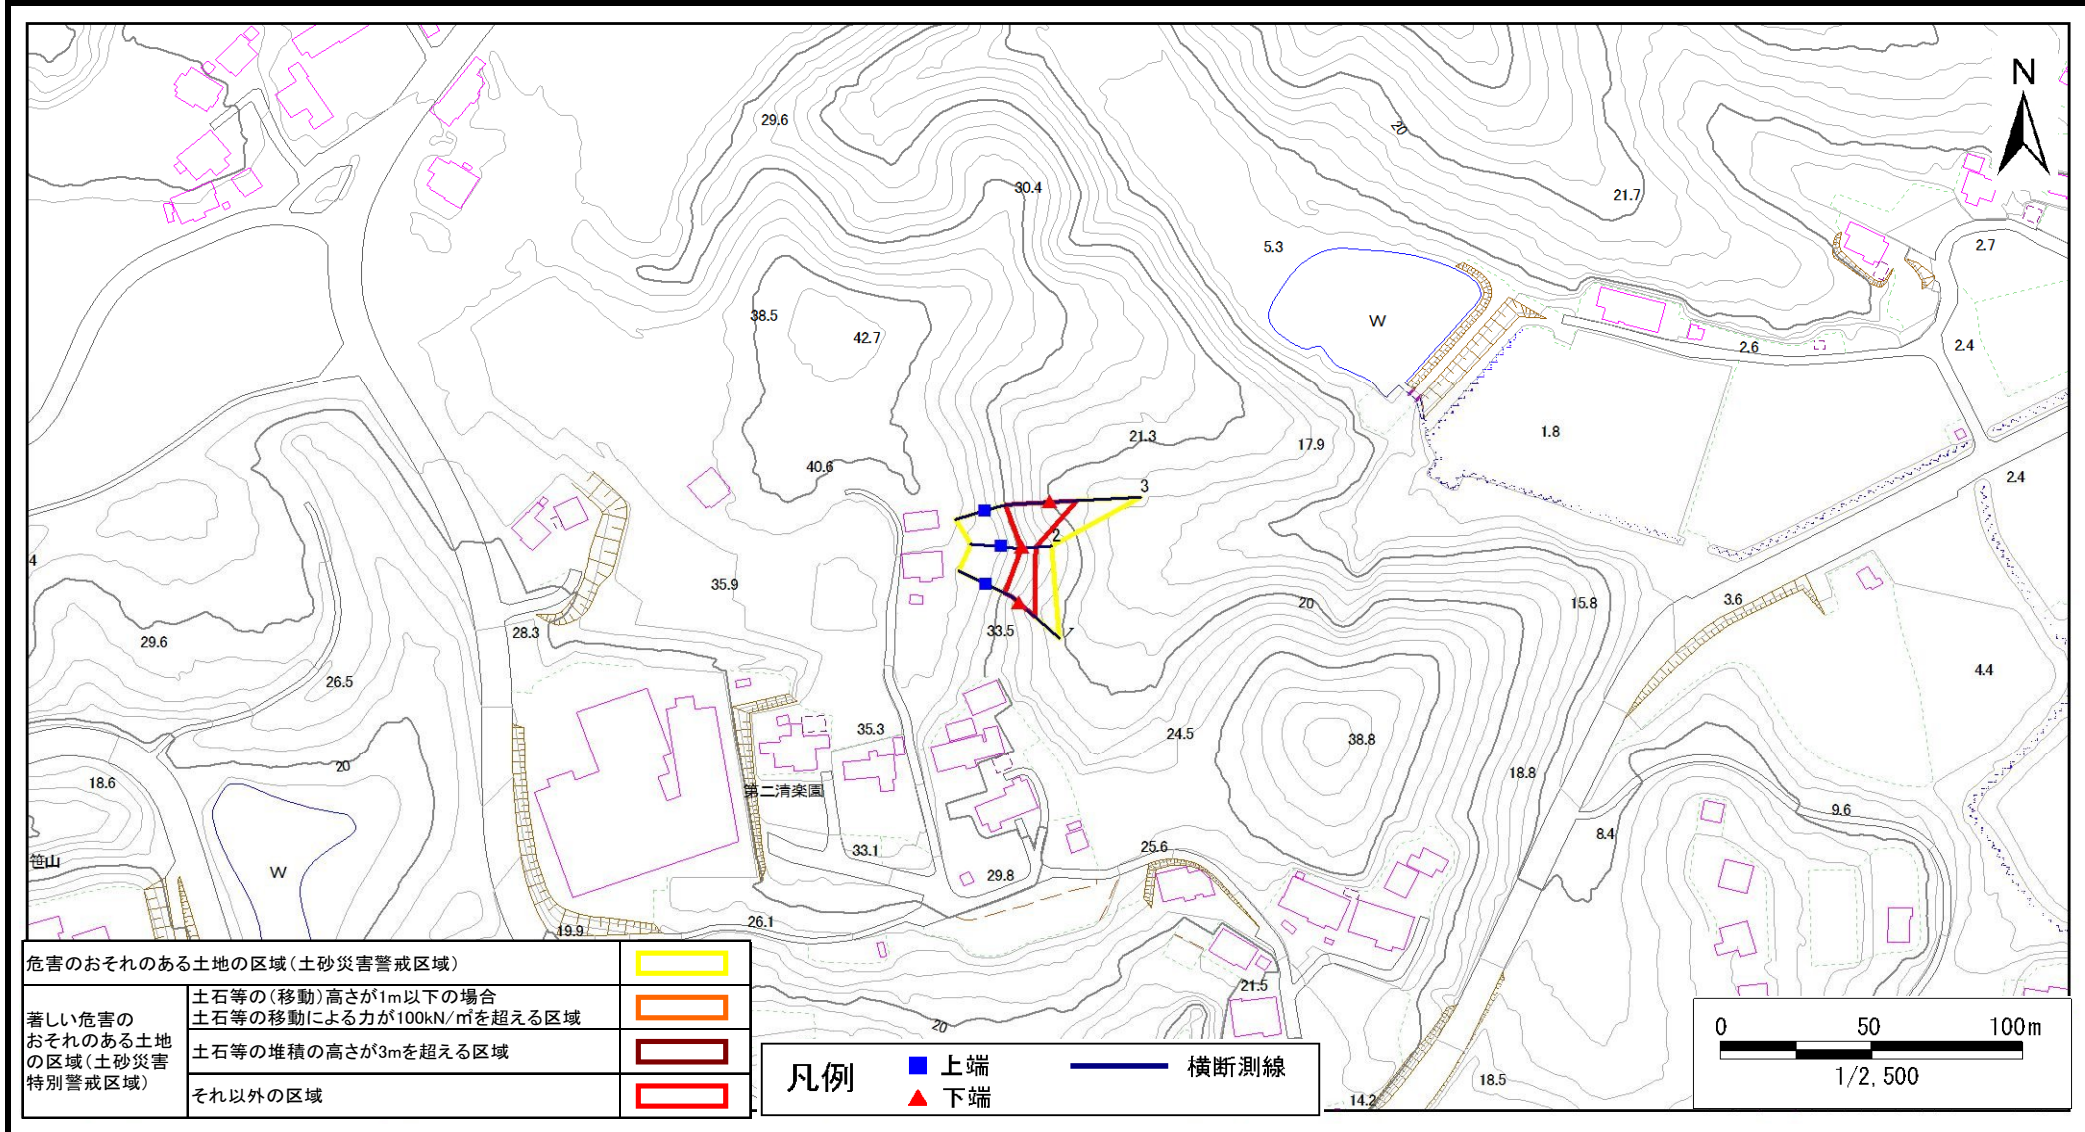 N
29.6
30.4
20
21.7
5.3
2.7
38.5
42.7
W
2.6
2.4
21.3
17.9
1.8
40.6
2.4
3
2
4
35.9
20
15.8
3.6
29.6
28.3
33.5
1
26.5
4.4
35.3
24.5
38.8
20
18.8
18.6
第二清楽園
9.6
8.4
33.1
25.6
笹山
W
29.8
26.1
19.9
21.5
20
18.5
14.2
危害のおそれのある土地の区域(土砂災害警戒区域)
著しい危害の
おそれのある土地
の区域(土砂災害
特別警戒区域)
土石等の(移動)高さが1m以下の場合
土石等の移動による力が100kN/㎡を超える区域
土石等の堆積の高さが3mを超える区域
それ以外の区域
凡例
上端
下端
横断測線
0 50 100m
1/2,500